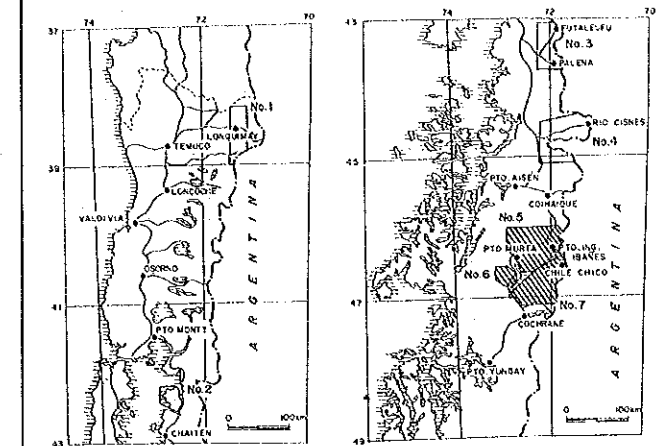 74
72
70
37
No.1
LONQUIMAY
TEMUCO
39
LONCOCHE
VALDIVIA
OSORNO
ARGENTINA
41
PTO MONTT
No.2
0 100km
CHAITEN
43
74
72
70
43
FUTALEUFU
No.3
PALENA
RIO CISNES
No.4
45
PTO. AISEN
COIHAIQUE
No.5
PTO MURTA
PTO. ING.
IBAÑES
No.6
CHILE CHICO
47
No.7
COCHRANE
ARGENTINA
PTO. YUNGAY
0 100km
49